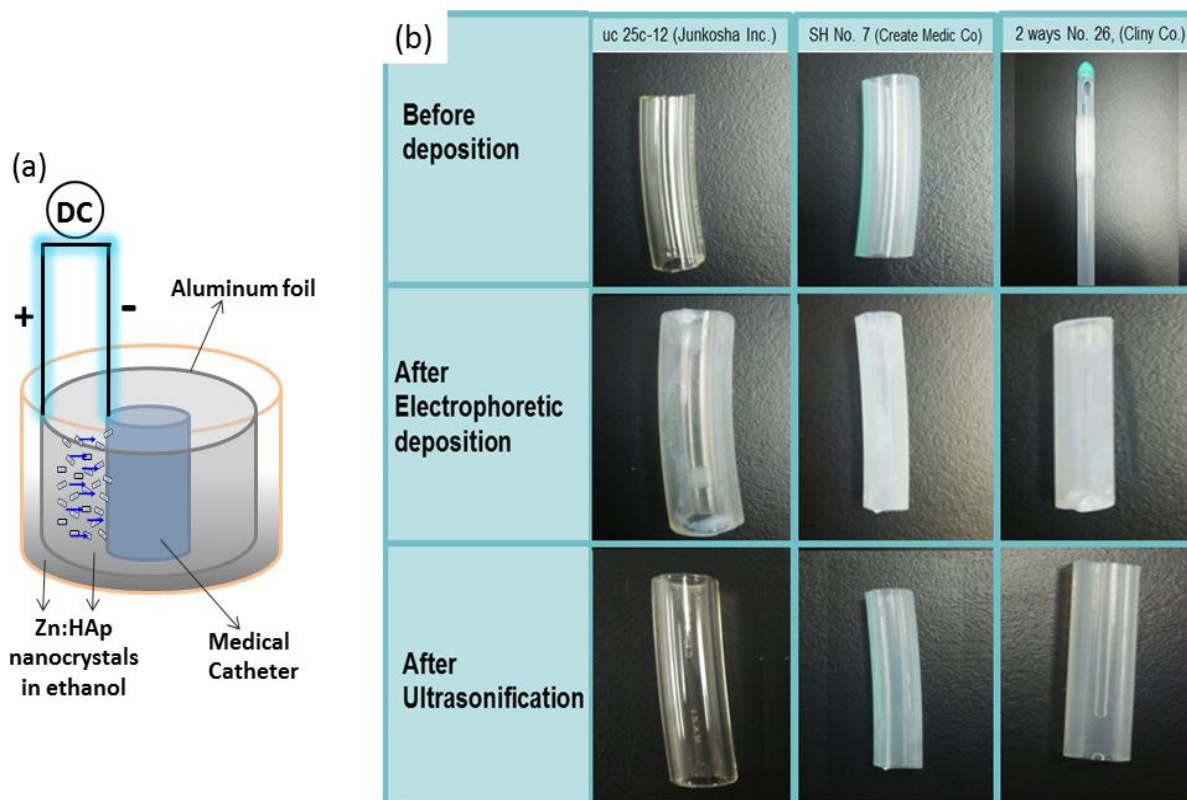 (a)
DC
+
-
Aluminum foil
Zn:HAp
nanocrystals
in ethanol
Medical
Catheter
(b)
uc 25c-12 (Junkosha Inc.)
SH No. 7 (Create Medic Co)
2 ways No. 26, (Cliny Co.)
Before
deposition
After
Electrophoretic
deposition
After
Ultrasonification